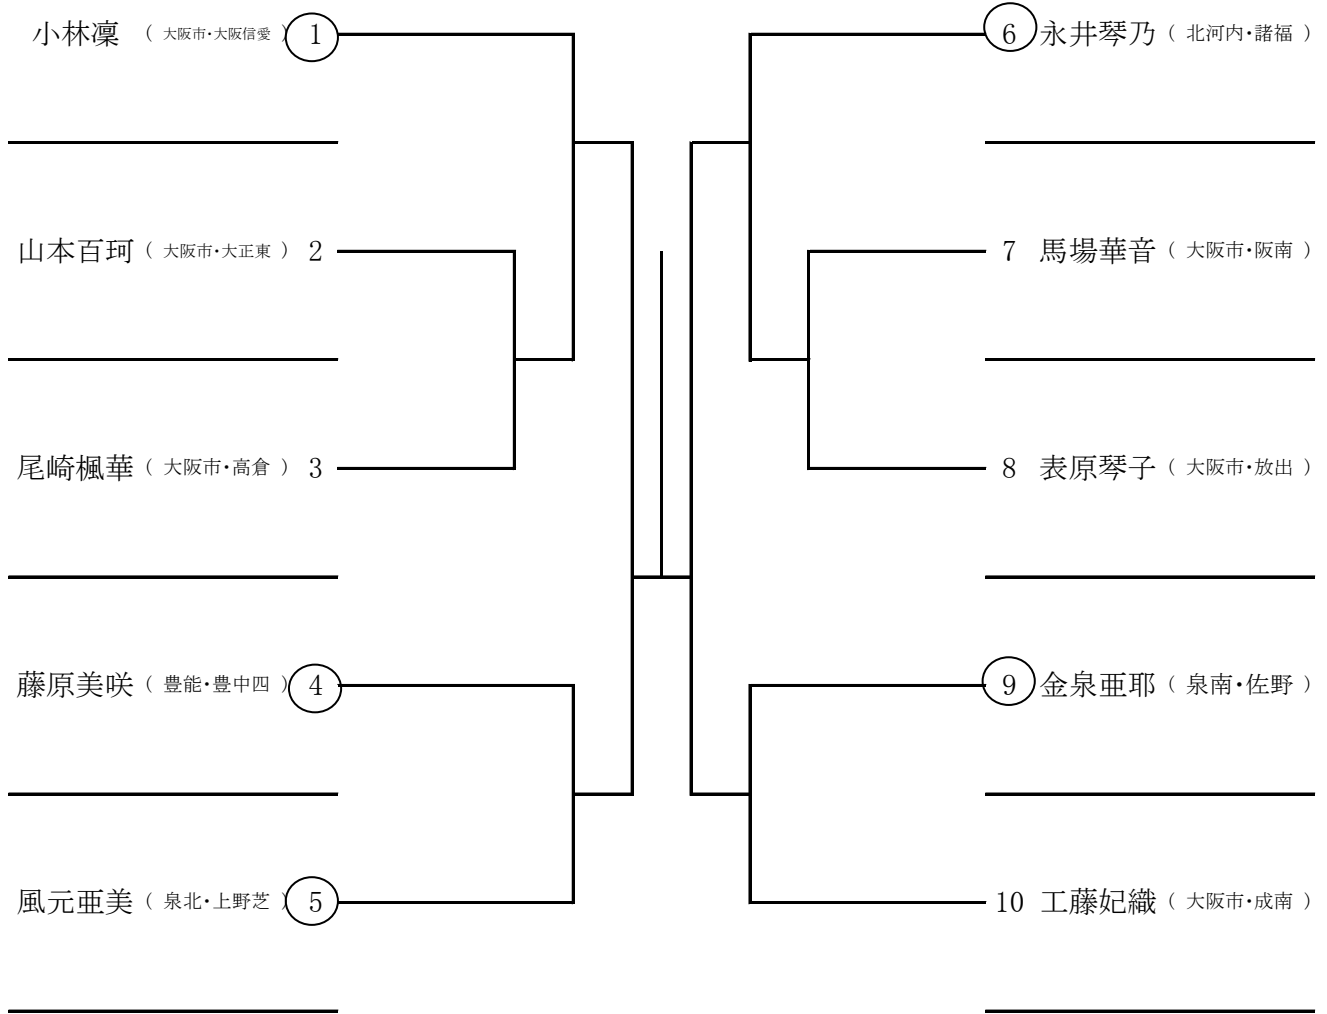 小林凜 （ 大阪市・大阪信愛 ） 1
山本百珂 （ 大阪市・大正東 ） 2
尾崎楓華 （ 大阪市・高倉 ） 3
藤原美咲 （ 豊能・豊中四 ） 4
風元亜美 （ 泉北・上野芝 ） 5
6 永井琴乃 （ 北河内・諸福 ）
7 馬場華音 （ 大阪市・阪南 ）
8 表原琴子 （ 大阪市・放出 ）
9 金泉亜耶 （ 泉南・佐野 ）
10 工藤妃織 （ 大阪市・成南 ）